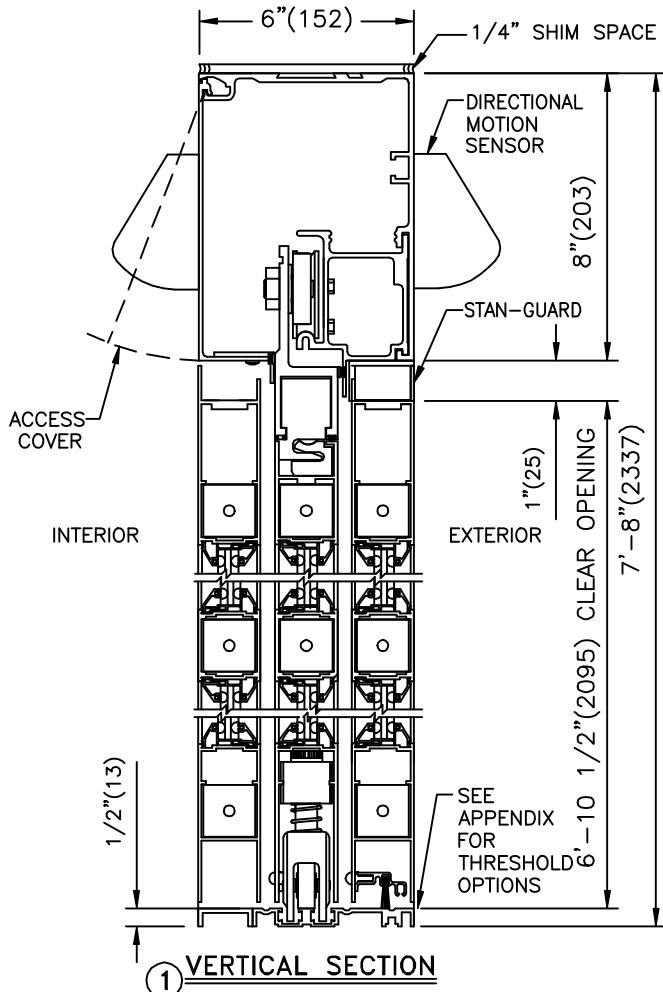 6"(152)
1/4" SHIM SPACE
DIRECTIONAL
MOTION
SENSOR
8"(203)
STAN-GUARD
ACCESS
COVER
1"(25)
INTERIOR
EXTERIOR
6'-10 1/2"(2095) CLEAR OPENING
7'-8"(2337)
1/2"(13)
SEE
APPENDIX
FOR
THRESHOLD
OPTIONS
1 VERTICAL SECTION